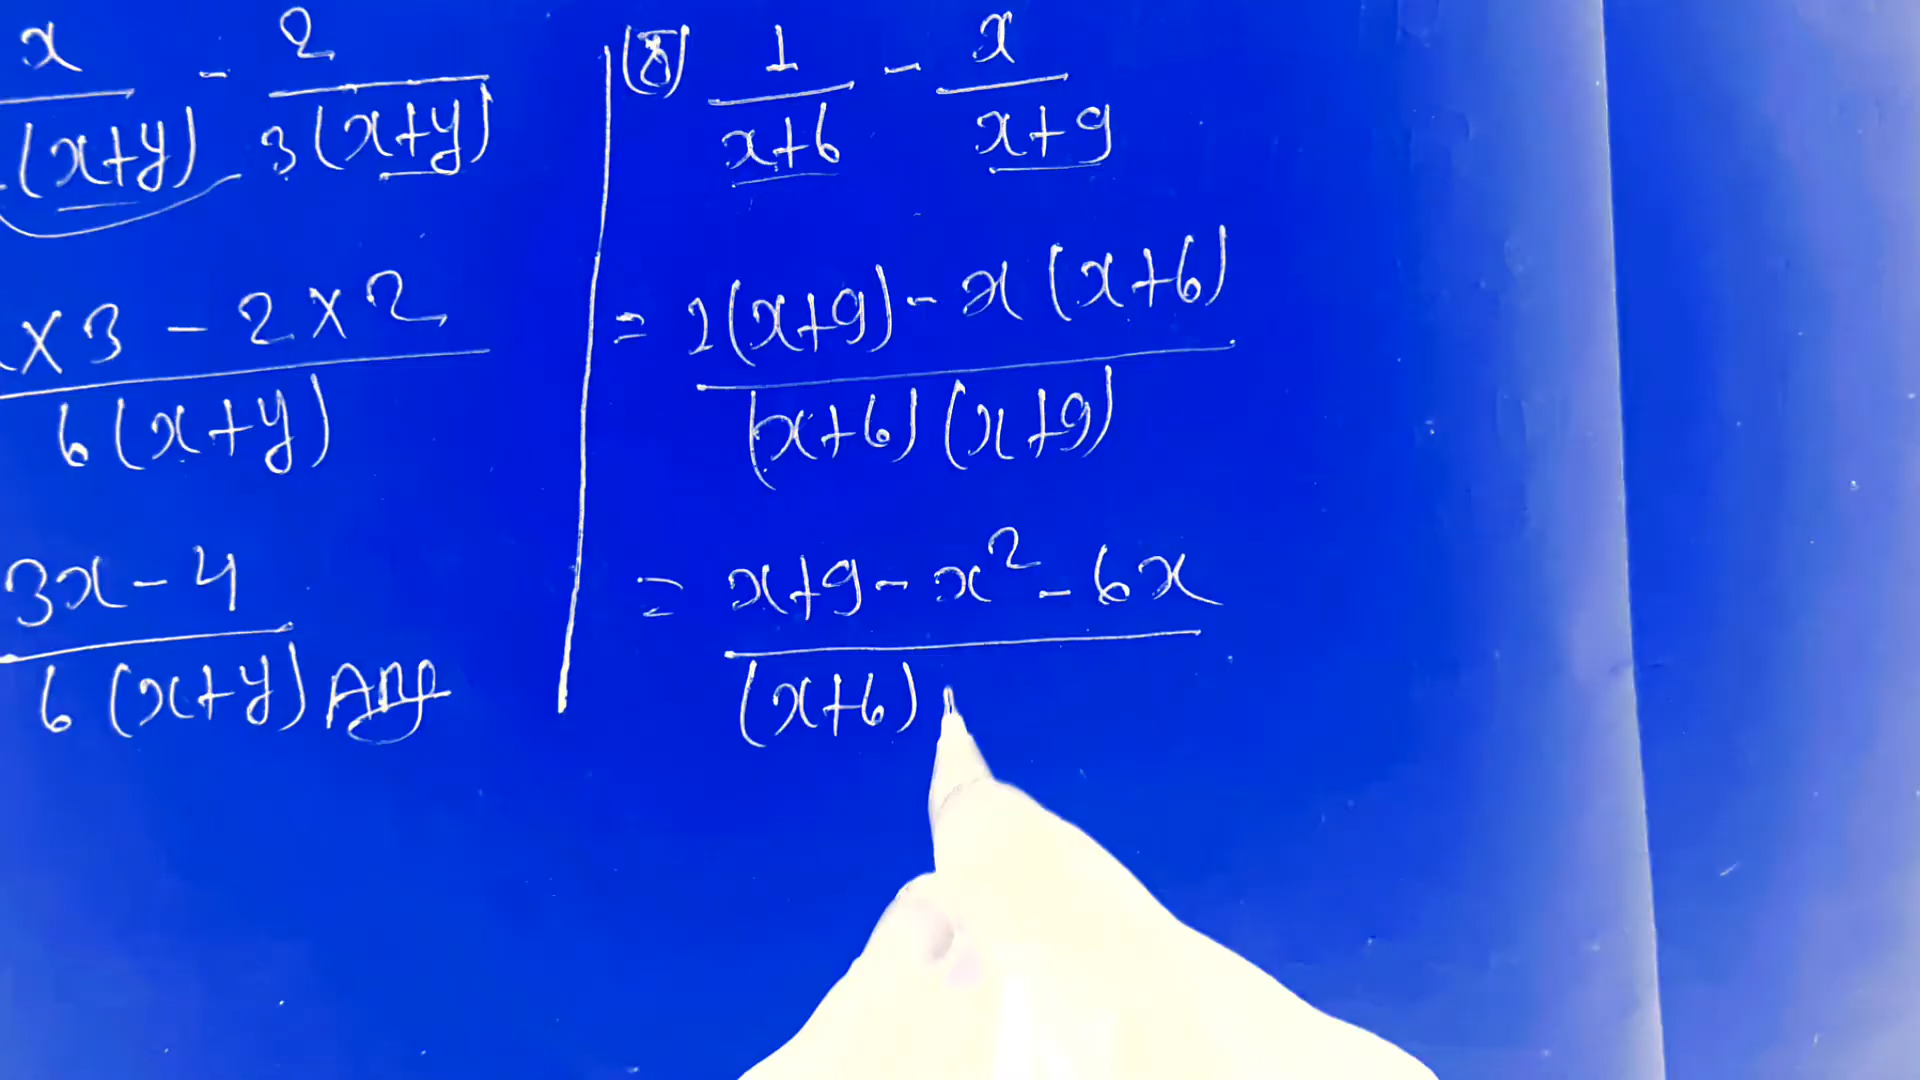 x/(x+y) - 2/3(x+y)
x3 - 2x2
6(x+y)
3x-4
6(x+y) Ans
(8) 1/x+6 - x/x+9
= 1(x+9) - x(x+6)
(x+6)(x+9)
= x+9-x²-6x
(x+6)